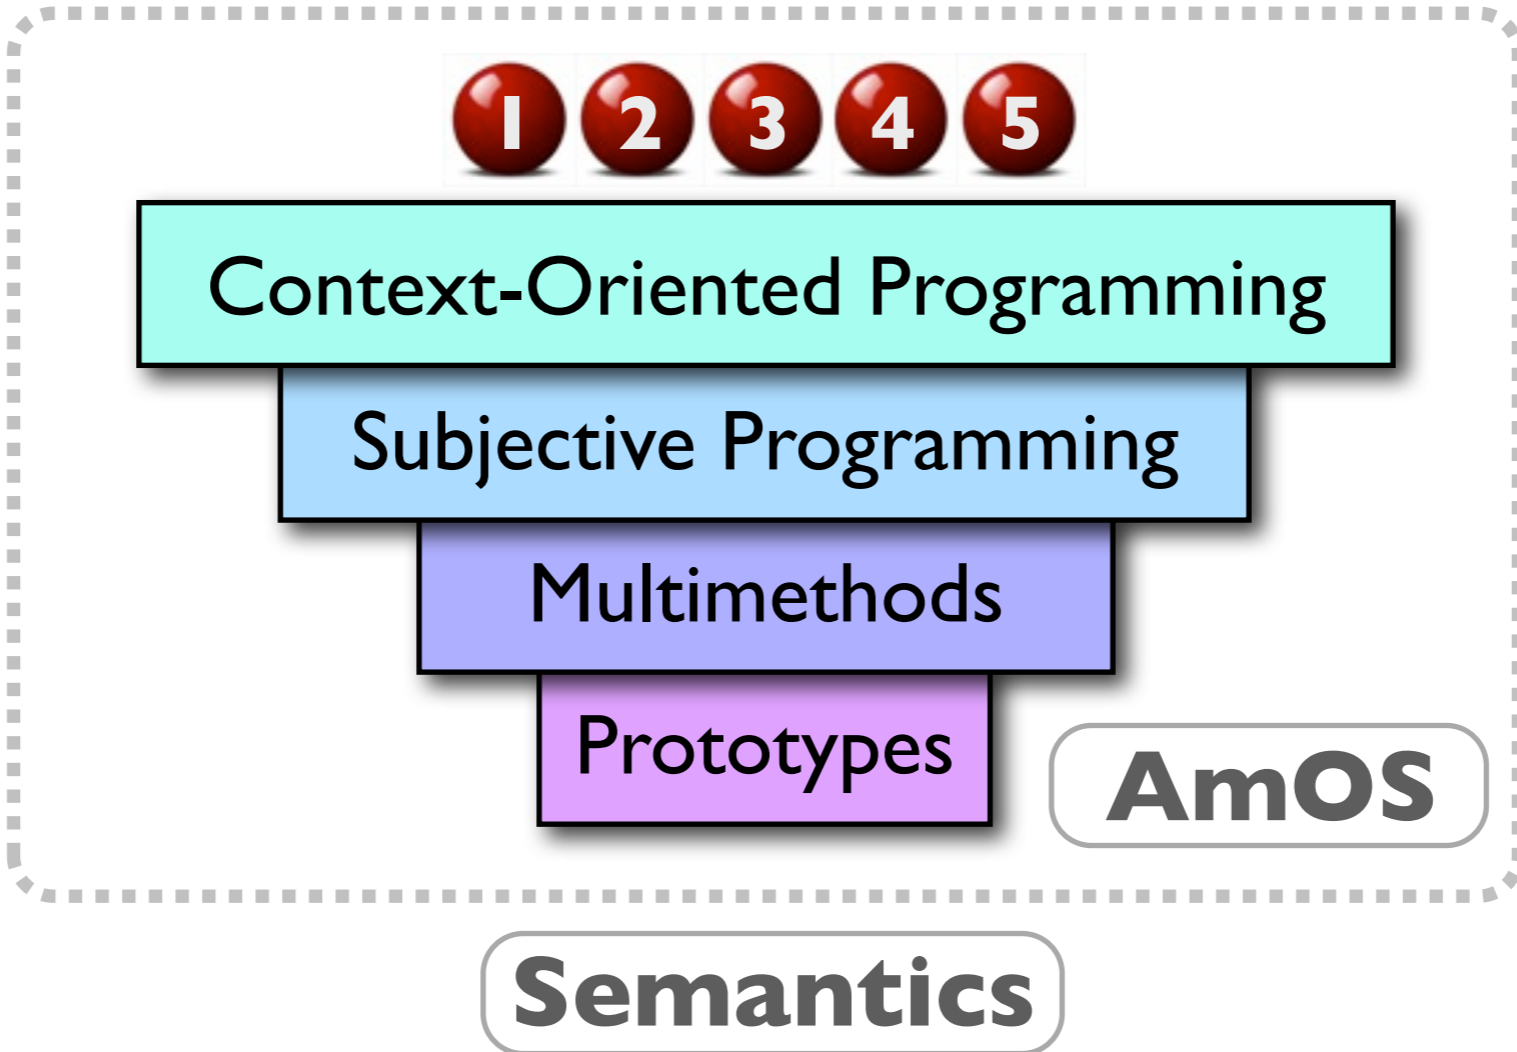 1 2 3 4 5
Context-Oriented Programming
Subjective Programming
Multimethods
Prototypes
AmOS
Semantics